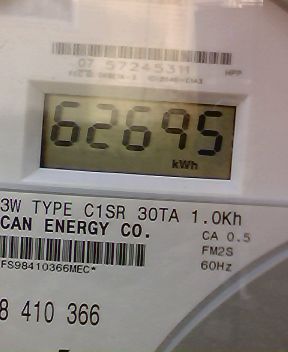 07 57245311 HPP
62695
kWh
3W TYPE C1SR 30TA 1.0Kh
CAN ENERGY CO.
CA 0.5
FM2S
60Hz
FS98410366MEC*
8 410 366